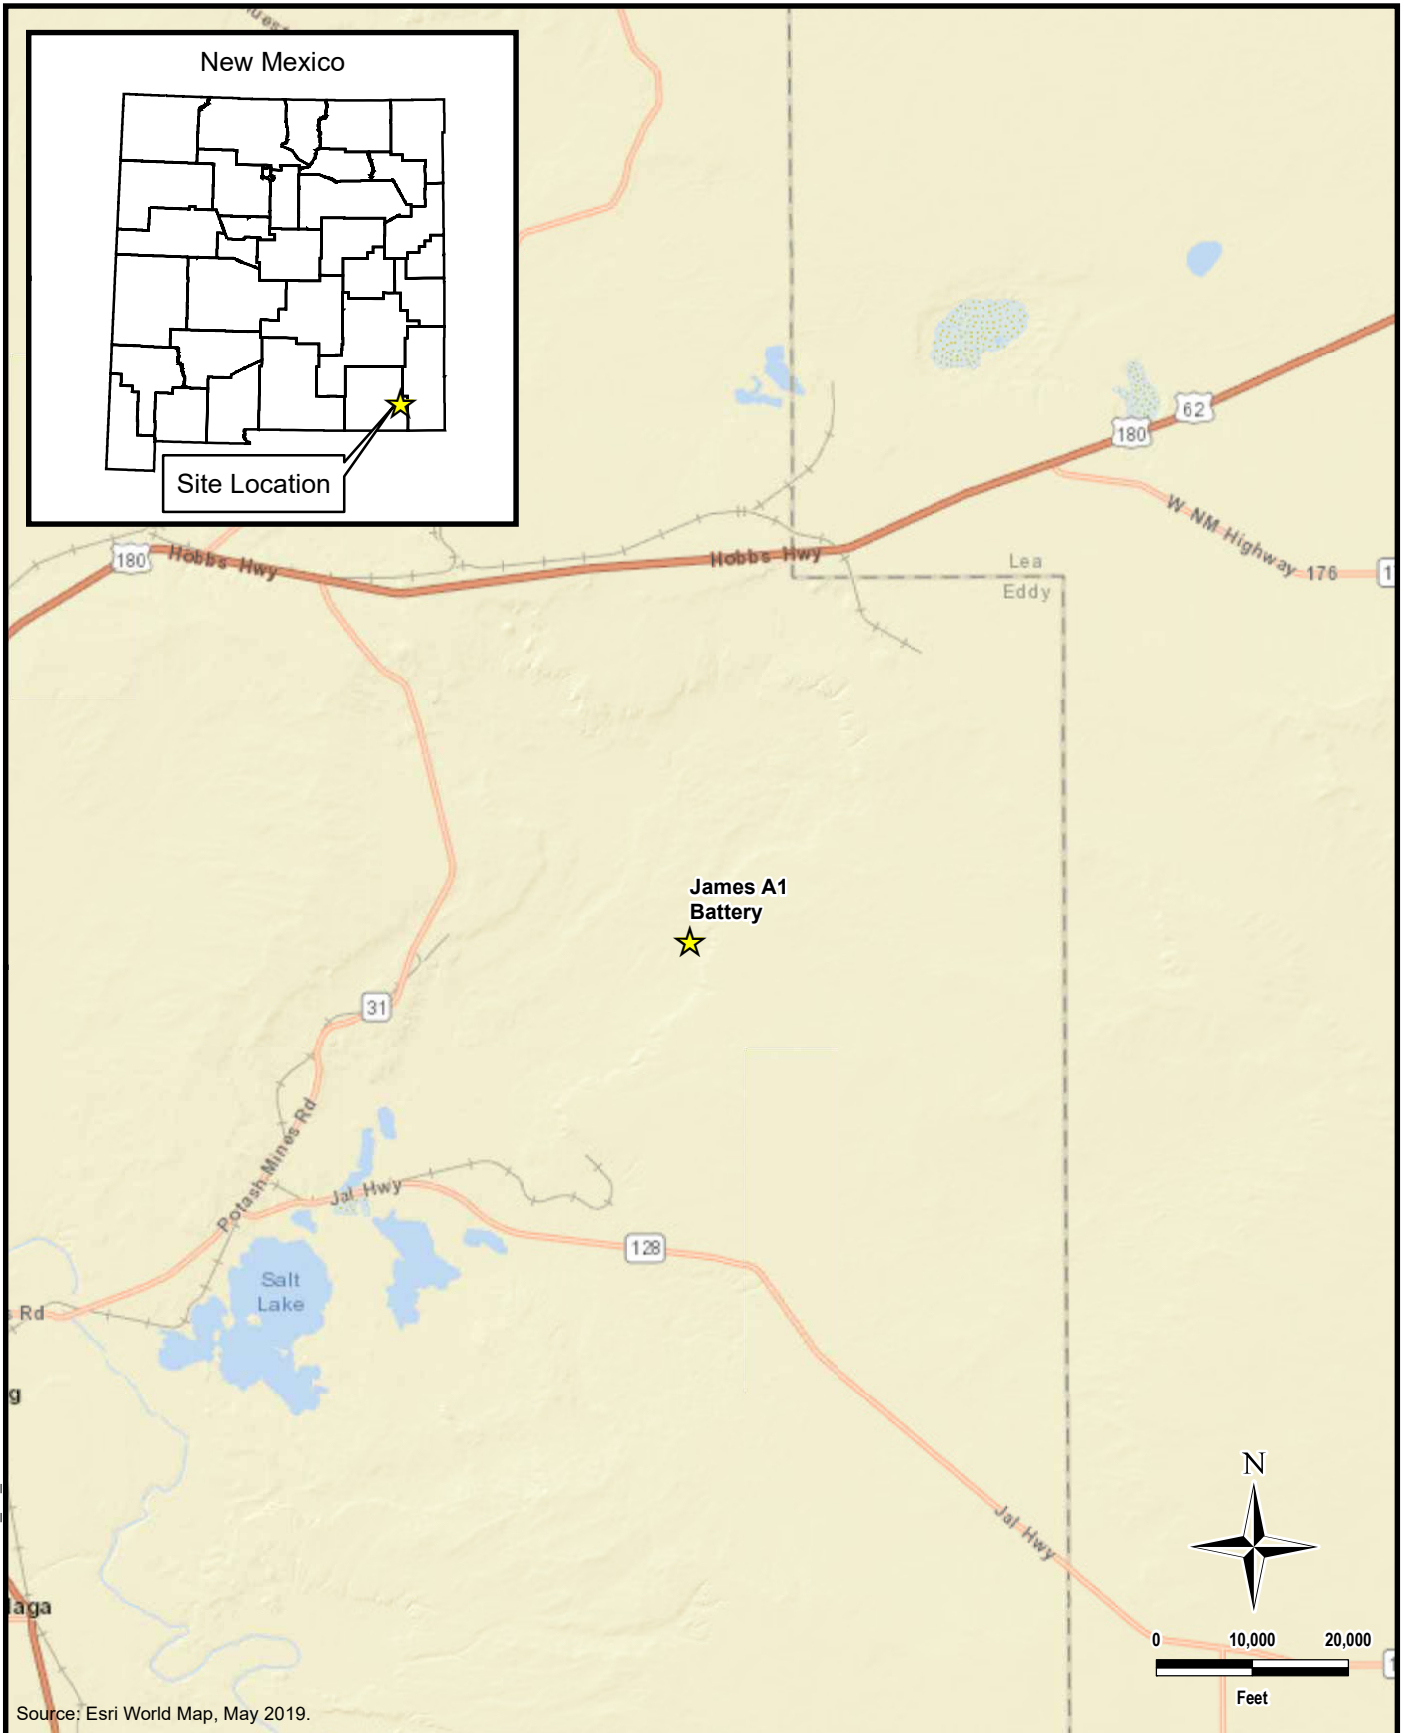 New Mexico
Site Location
62
180
W NM Highway 176
180
Hobbs Hwy
Hobbs Hwy
Lea
Eddy
James A1
Battery
31
Potash Mines Rd
Jal Hwy
128
Salt
Lake
Rd
g
Jal Hwy
N
laga
0 10,000 20,000
Feet
Source: Esri World Map, May 2019.